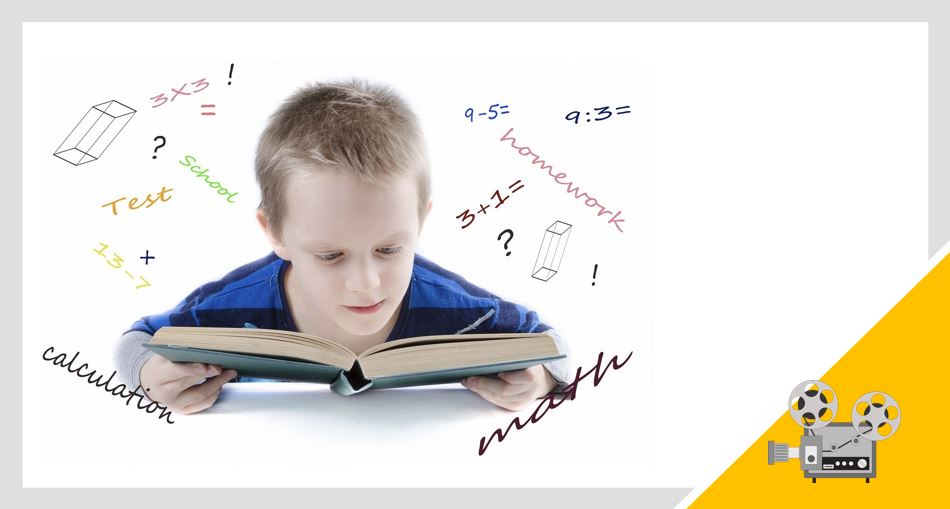 3X3
=
!
?
School
Test
13-7
+
calculation
9-5=
9:3=
homework
3+1=
?
!
math